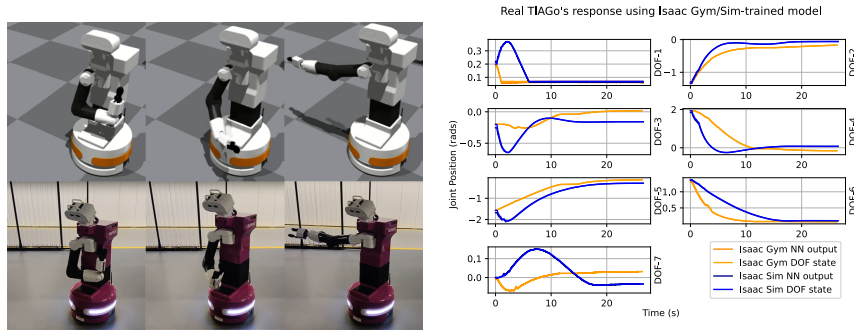 Real TIAGo's response using Isaac Gym/Sim-trained model
0.3
0.2
0.1
0
10
20
DOF-1
0
−1
0
10
20
DOF-2
0.0
−0.5
0
10
20
DOF-3
2
0
0
10
20
DOF-4
−1
−2
0
10
20
DOF-5
1.0
0.5
0
10
20
DOF-6
0.1
0.0
0
10
20
DOF-7
Joint Position (rads)
Time (s)
Isaac Gym NN output
Isaac Gym DOF state
Isaac Sim NN output
Isaac Sim DOF state